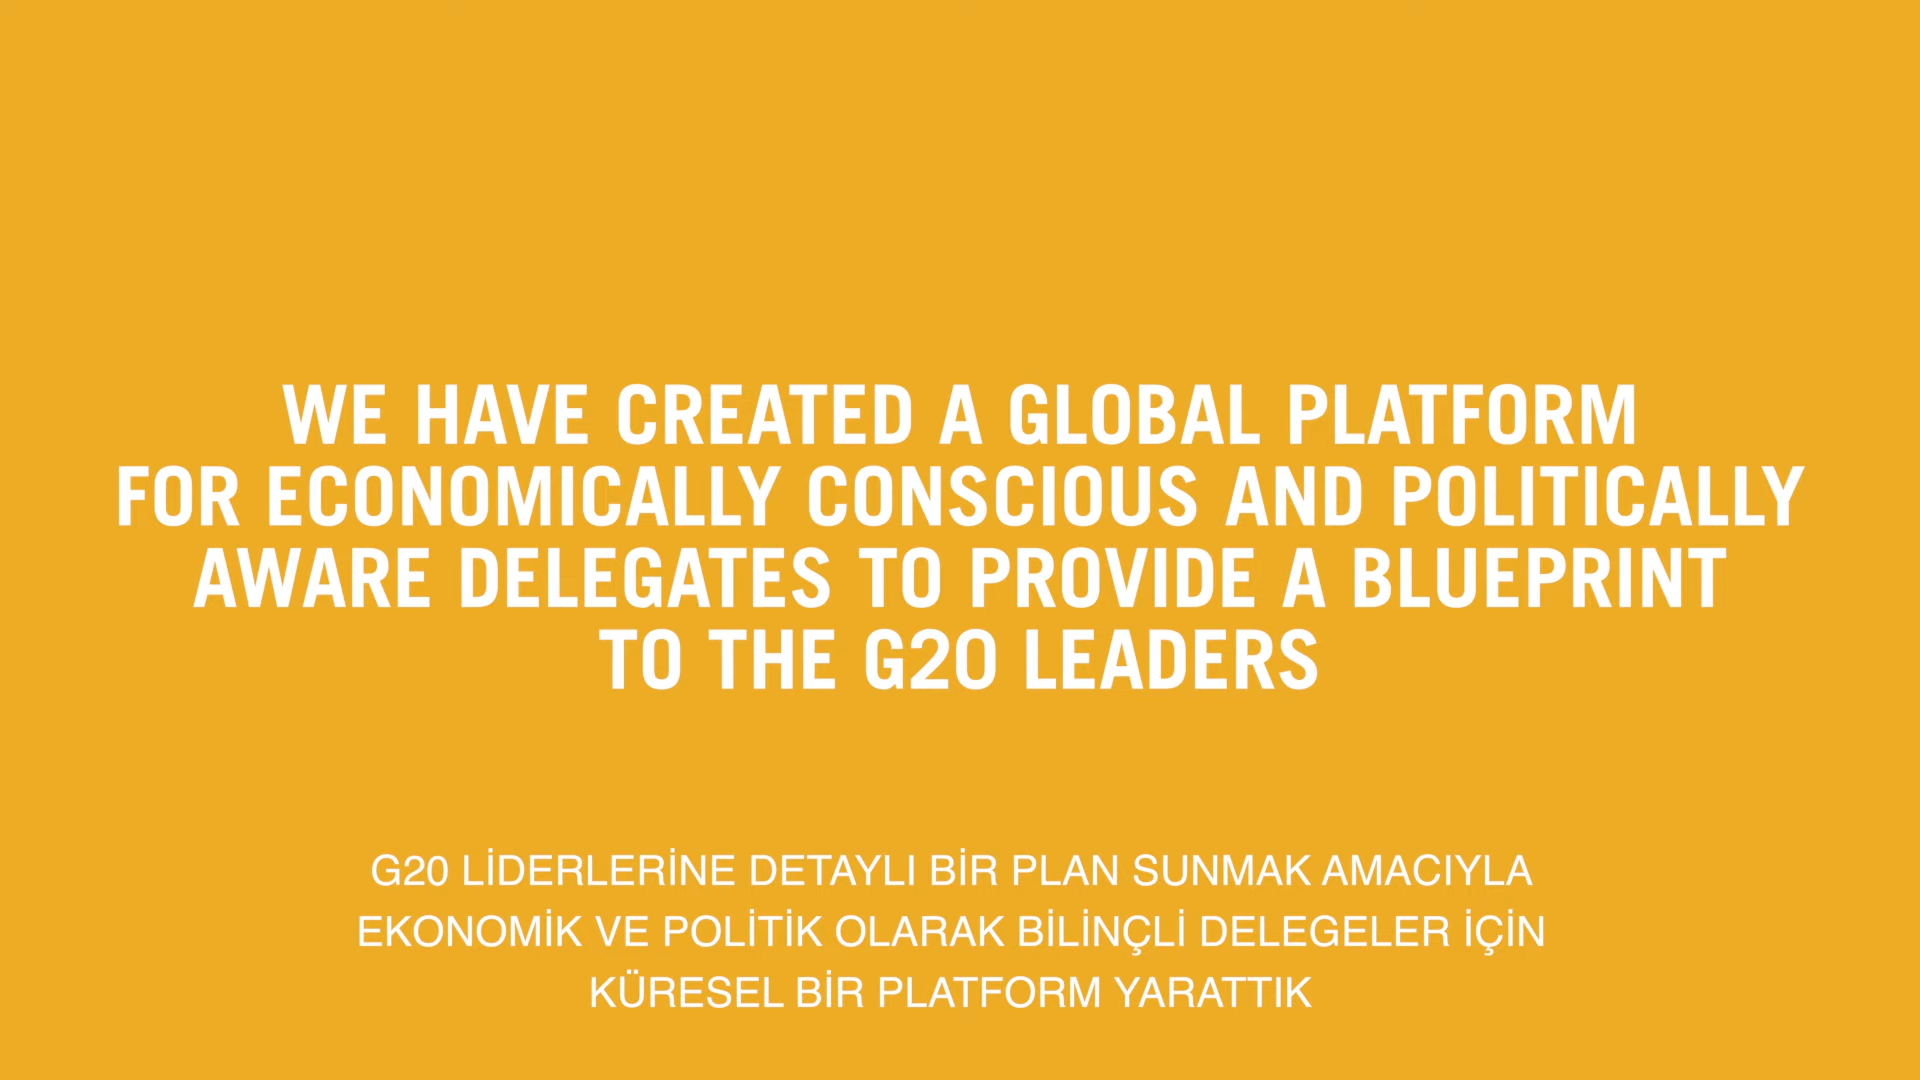 WE HAVE CREATED A GLOBAL PLATFORM
FOR ECONOMICALLY CONSCIOUS AND POLITICALLY
AWARE DELEGATES TO PROVIDE A BLUEPRINT
TO THE G20 LEADERS
G20 LİDERLERİNE DETAYLI BİR PLAN SUNMAK AMACIYLA
EKONOMİK VE POLİTİK OLARAK BİLİNÇLİ DELEGELER İÇİN
KÜRESEL BİR PLATFORM YARATTIK